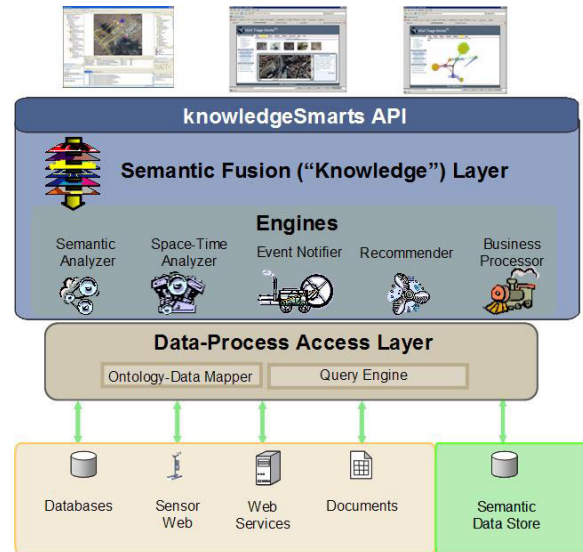 knowledgeSmarts API
Semantic Fusion (“Knowledge”) Layer
Engines
Semantic
Analyzer
Space-Time
Analyzer
Event Notifier
Recommender
Business
Processor
Data-Process Access Layer
Ontology-Data Mapper
Query Engine
Databases
Sensor
Web
Web
Services
Documents
Semantic
Data Store